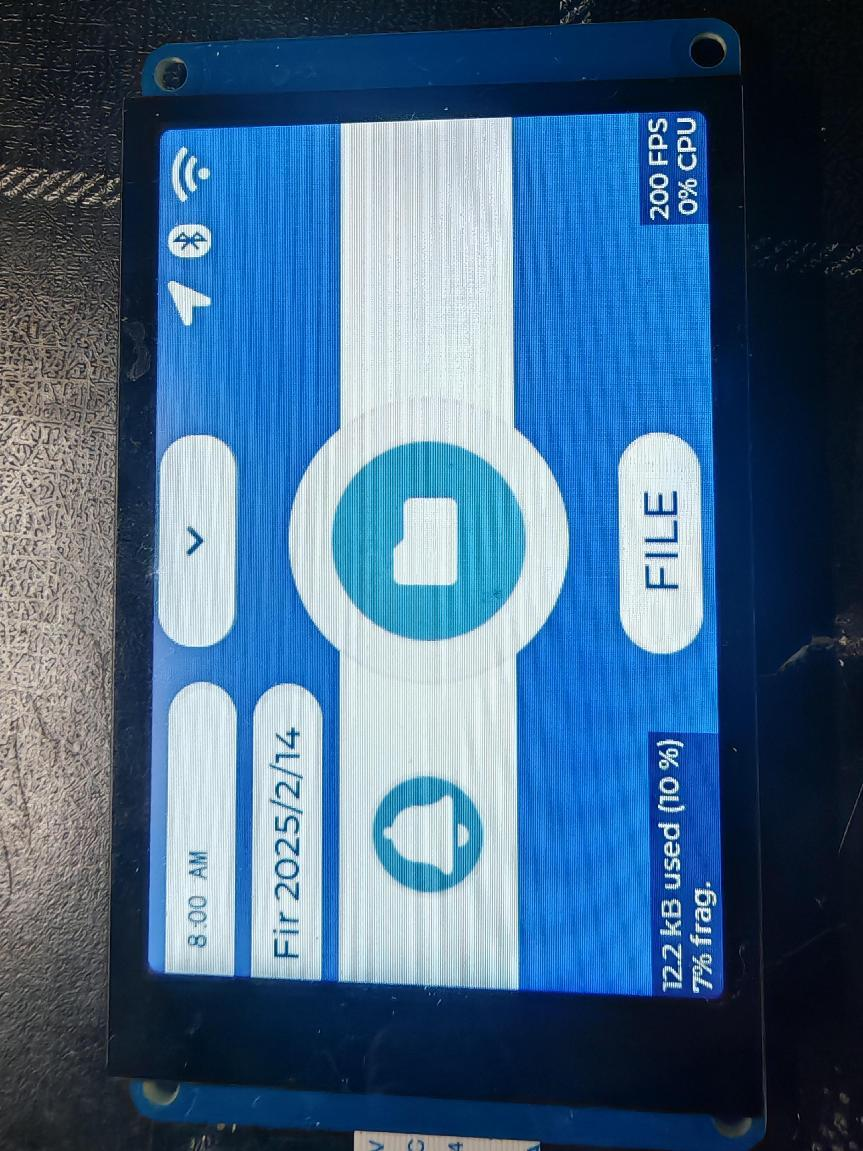 8:00 AM
Fir 2025/2/14
FILE
12.2 kB used (10 %)
7% frag.
200 FPS
0% CPU